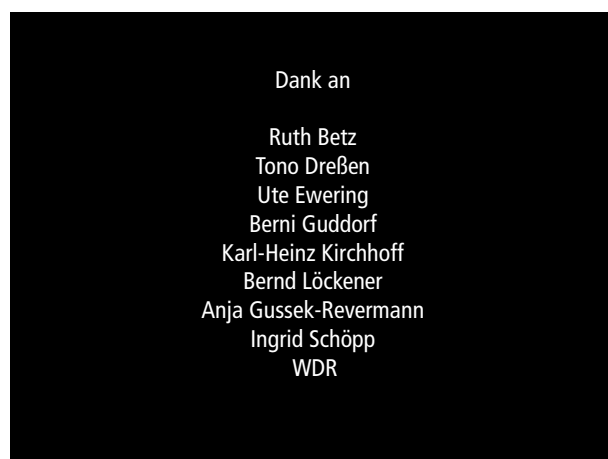 Dank an
Ruth Betz
Tono Dreßen
Ute Ewering
Berni Guddorf
Karl-Heinz Kirchhoff
Bernd Löckener
Anja Gussek-Revermann
Ingrid Schöpp
WDR